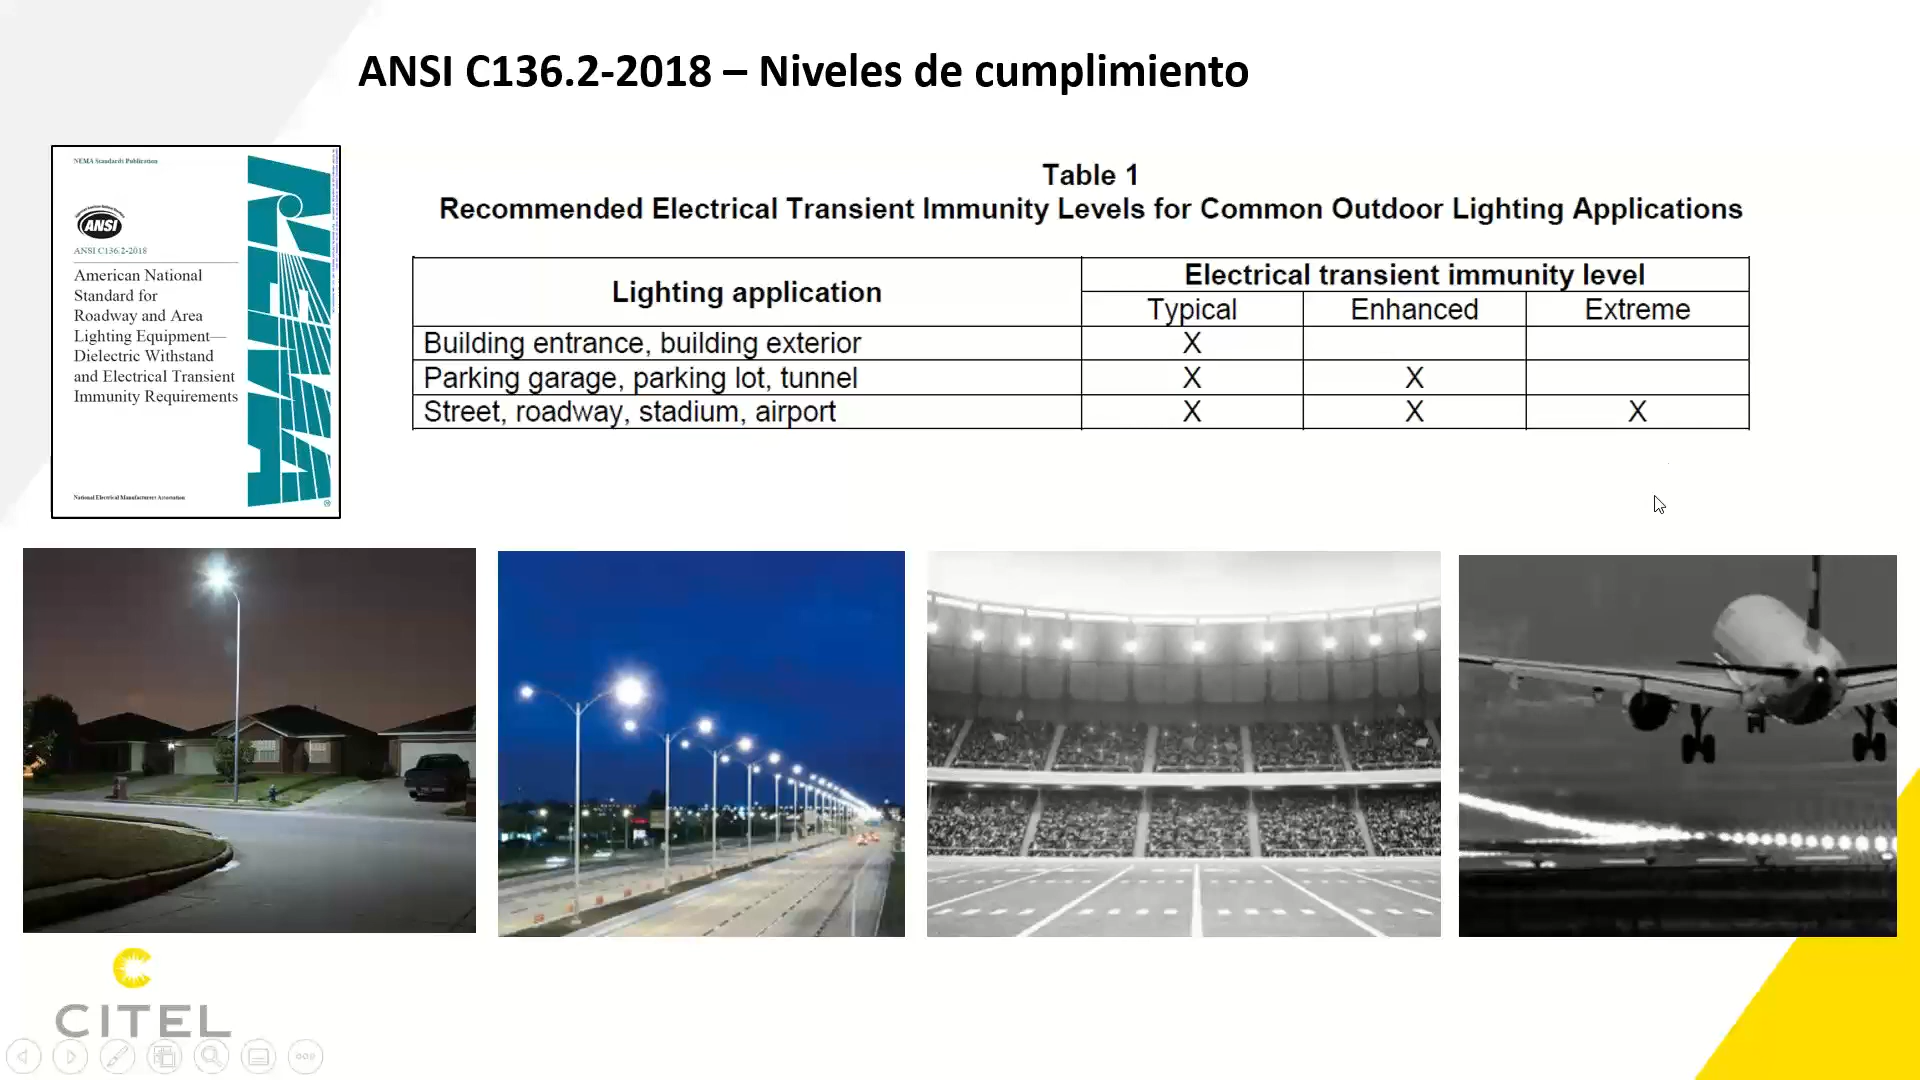 ANSI C136.2-2018 – Niveles de cumplimiento
NEMA Standards Publication
ANSI
ANSI C136.2-2018
American National
Standard for
Roadway and Area
Lighting Equipment—
Dielectric Withstand
and Electrical Transient
Immunity Requirements
National Electrical Manufacturers Association
Table 1
Recommended Electrical Transient Immunity Levels for Common Outdoor Lighting Applications
Lighting application Electrical transient immunity level
Typical Enhanced Extreme
Building entrance, building exterior X
Parking garage, parking lot, tunnel X X
Street, roadway, stadium, airport X X X
CITEL